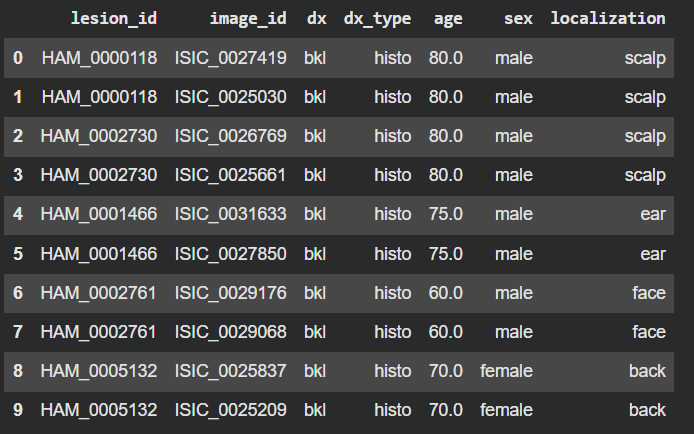 lesion_id image_id dx dx_type age sex localization
0 HAM_0000118 ISIC_0027419 bkl histo 80.0 male scalp
1 HAM_0000118 ISIC_0025030 bkl histo 80.0 male scalp
2 HAM_0002730 ISIC_0026769 bkl histo 80.0 male scalp
3 HAM_0002730 ISIC_0025661 bkl histo 80.0 male scalp
4 HAM_0001466 ISIC_0031633 bkl histo 75.0 male ear
5 HAM_0001466 ISIC_0027850 bkl histo 75.0 male ear
6 HAM_0002761 ISIC_0029176 bkl histo 60.0 male face
7 HAM_0002761 ISIC_0029068 bkl histo 60.0 male face
8 HAM_0005132 ISIC_0025837 bkl histo 70.0 female back
9 HAM_0005132 ISIC_0025209 bkl histo 70.0 female back